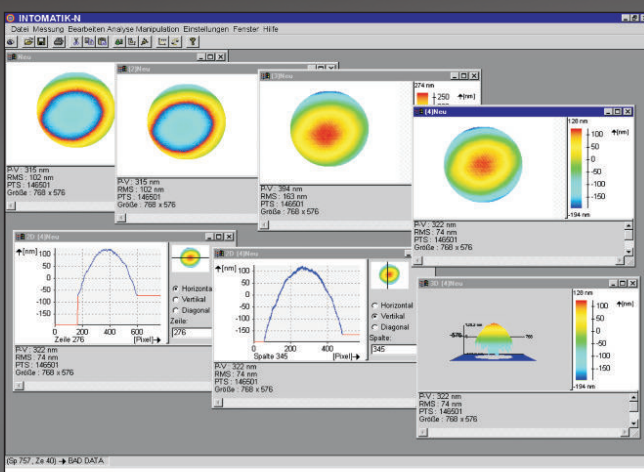 INTOMATIK-N
Datei Messung Bearbeiten Analyse Manipulation Einstellungen Fenster Hilfe
Neu
P-V : 315 nm
RMS : 102 nm
PTS : 146501
Größe : 768 x 576
[2]Neu
P-V : 315 nm
RMS : 102 nm
PTS : 146501
Größe : 768 x 576
[3]Neu
274 nm
250
[nm]
P-V : 394 nm
RMS : 163 nm
PTS : 146501
Größe : 768 x 576
[4]Neu
128 nm
100
[nm]
50
0
-50
-100
-150
-194 nm
P-V : 322 nm
RMS : 74 nm
PTS : 146501
Größe : 768 x 576
2D [4]Neu
[nm]
100
50
0
-50
-100
-150
0 200 400 600
Zeile 276 [Pixel]
Horizontal
Vertikal
Diagonal
Zeile:
276
P-V : 322 nm
RMS : 74 nm
PTS : 146501
Größe : 768 x 576
2D [4]Neu
[nm]
100
50
0
-50
-100
-150
0 200 400
Spalte 345 [Pixel]
Horizontal
Vertikal
Diagonal
Spalte:
345
P-V : 322 nm
RMS : 74 nm
PTS : 146501
Größe : 768 x 576
3D [4]Neu
128 nm
100
[nm]
50
0
-50
-100
-150
-194 nm
P-V : 322 nm
RMS : 74 nm
PTS : 146501
Größe : 768 x 576
(Sp 757, Ze 40) -> BAD DATA